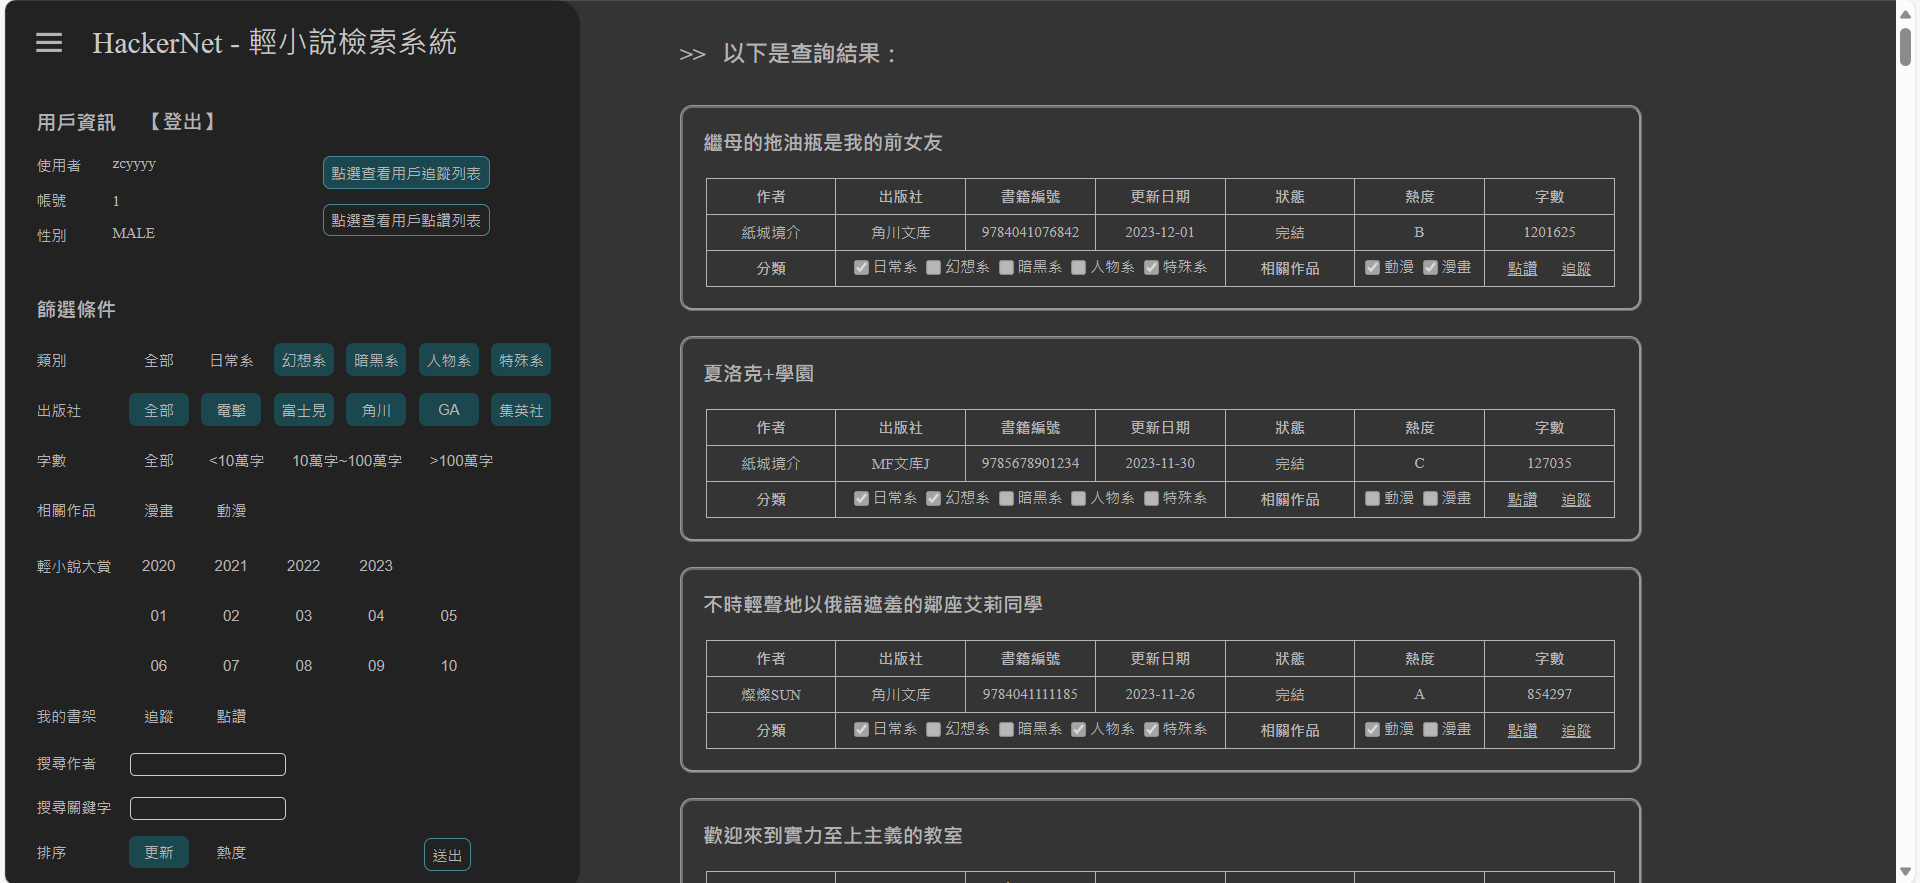 HackerNet - 輕小說檢索系統
用戶資訊 【登出】
使用者 zcyyyy 點選查看用戶追蹤列表
帳號 1
點選查看用戶點讚列表
性別 MALE
篩選條件
類別 全部 日常系 幻想系 暗黑系 人物系 特殊系
出版社 全部 電擊 富士見 角川 GA 集英社
字數 全部 <10萬字 10萬字~100萬字 >100萬字
相關作品 漫畫 動漫
輕小說大賞 2020 2021 2022 2023
01 02 03 04 05
06 07 08 09 10
我的書架 追蹤 點讚
搜尋作者
搜尋關鍵字
排序 更新 熱度 送出
>> 以下是查詢結果：
繼母的拖油瓶是我的前女友
作者 出版社 書籍編號 更新日期 狀態 熱度 字數
紙城境介 角川文库 9784041076842 2023-12-01 完結 B 1201625
分類 日常系 幻想系 暗黑系 人物系 特殊系 相關作品 動漫 漫畫 點讚 追蹤
夏洛克+學園
作者 出版社 書籍編號 更新日期 狀態 熱度 字數
紙城境介 MF文库J 9785678901234 2023-11-30 完結 C 127035
分類 日常系 幻想系 暗黑系 人物系 特殊系 相關作品 動漫 漫畫 點讚 追蹤
不時輕聲地以俄語遮羞的鄰座艾莉同學
作者 出版社 書籍編號 更新日期 狀態 熱度 字數
燦燦SUN 角川文库 9784041111185 2023-11-26 完結 A 854297
分類 日常系 幻想系 暗黑系 人物系 特殊系 相關作品 動漫 漫畫 點讚 追蹤
歡迎來到實力至上主義的教室